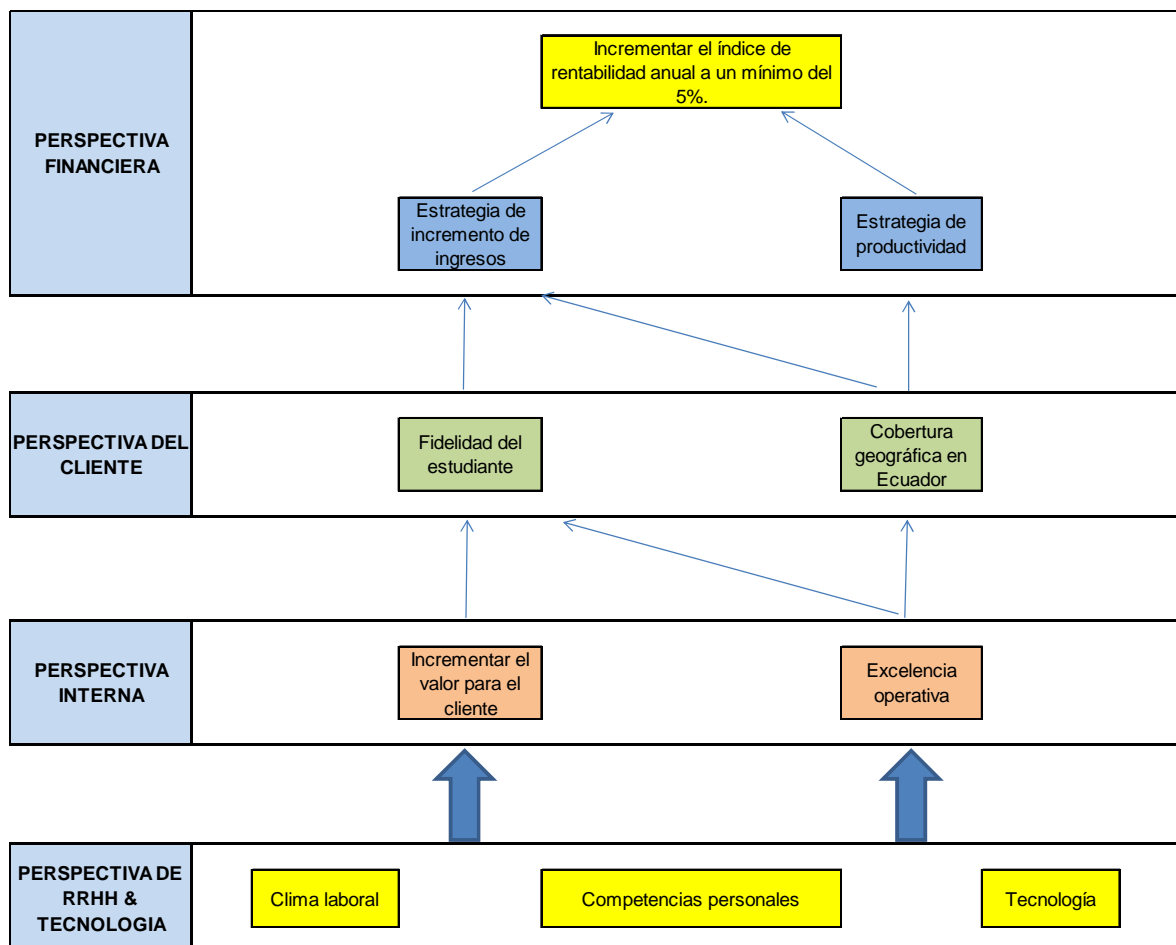 Incrementar el índice de
rentabilidad anual a un mínimo del
5%.
PERSPECTIVA
FINANCIERA
Estrategia de
incremento de
ingresos
Estrategia de
productividad
PERSPECTIVA DEL
CLIENTE
Fidelidad del
estudiante
Cobertura
geográfica en
Ecuador
PERSPECTIVA
INTERNA
Incrementar el
valor para el
cliente
Excelencia
operativa
PERSPECTIVA DE
RRHH &
TECNOLOGIA
Clima laboral
Competencias personales
Tecnología